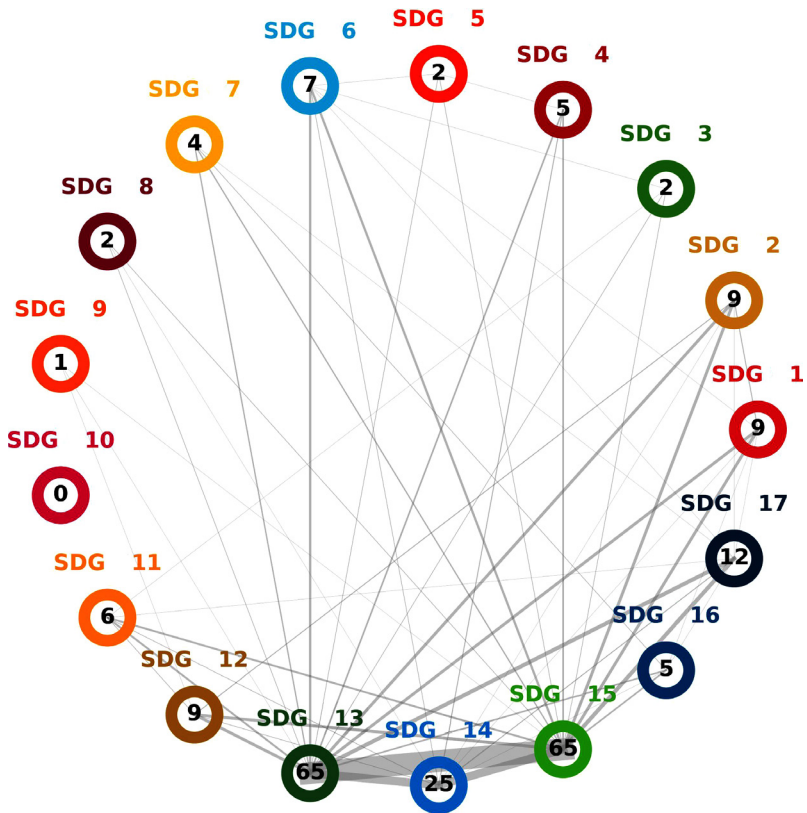 SDG 5
SDG 6
2
SDG 4
7
SDG 7
5
4
SDG 3
SDG 8
2
2
SDG 2
9
SDG 9
1
SDG 1
9
SDG 10
0
SDG 17
12
SDG 11
6
SDG 16
5
SDG 12
9
SDG 15
65
SDG 13
65
SDG 14
25